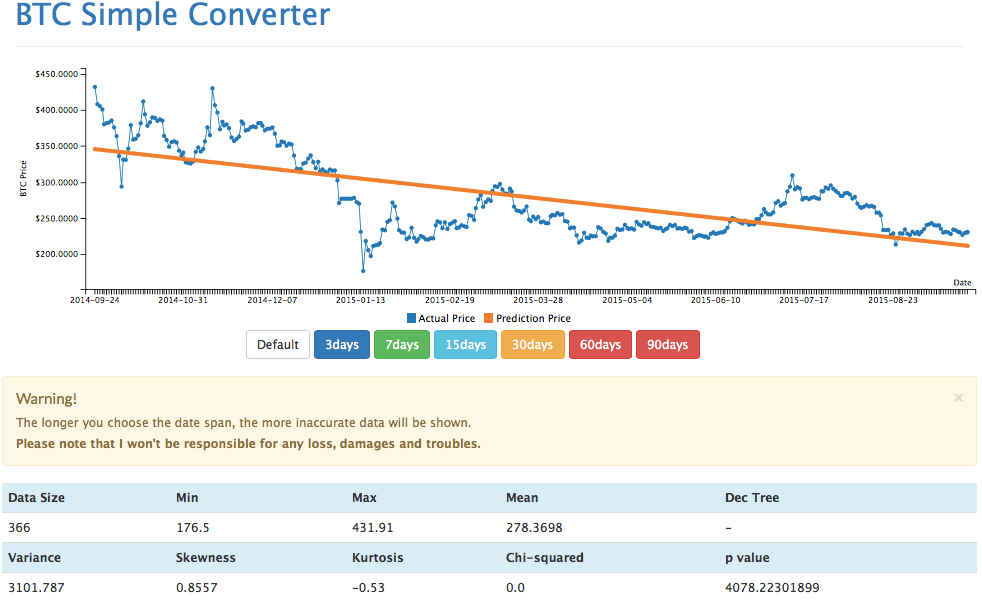 BTC Simple Converter
$450.0000
$400.0000
$350.0000
$300.0000
$250.0000
$200.0000
BTC Price
Date
2014-09-24 2014-10-31 2014-12-07 2015-01-13 2015-02-19 2015-03-28 2015-05-04 2015-06-10 2015-07-17 2015-08-23
Actual Price Prediction Price
Default 3days 7days 15days 30days 60days 90days
Warning! ×
The longer you choose the date span, the more inaccurate data will be shown.
Please note that I won't be responsible for any loss, damages and troubles.
Data Size Min Max Mean Dec Tree
366 176.5 431.91 278.3698 –
Variance Skewness Kurtosis Chi-squared p value
3101.787 0.8557 -0.53 0.0 4078.22301899